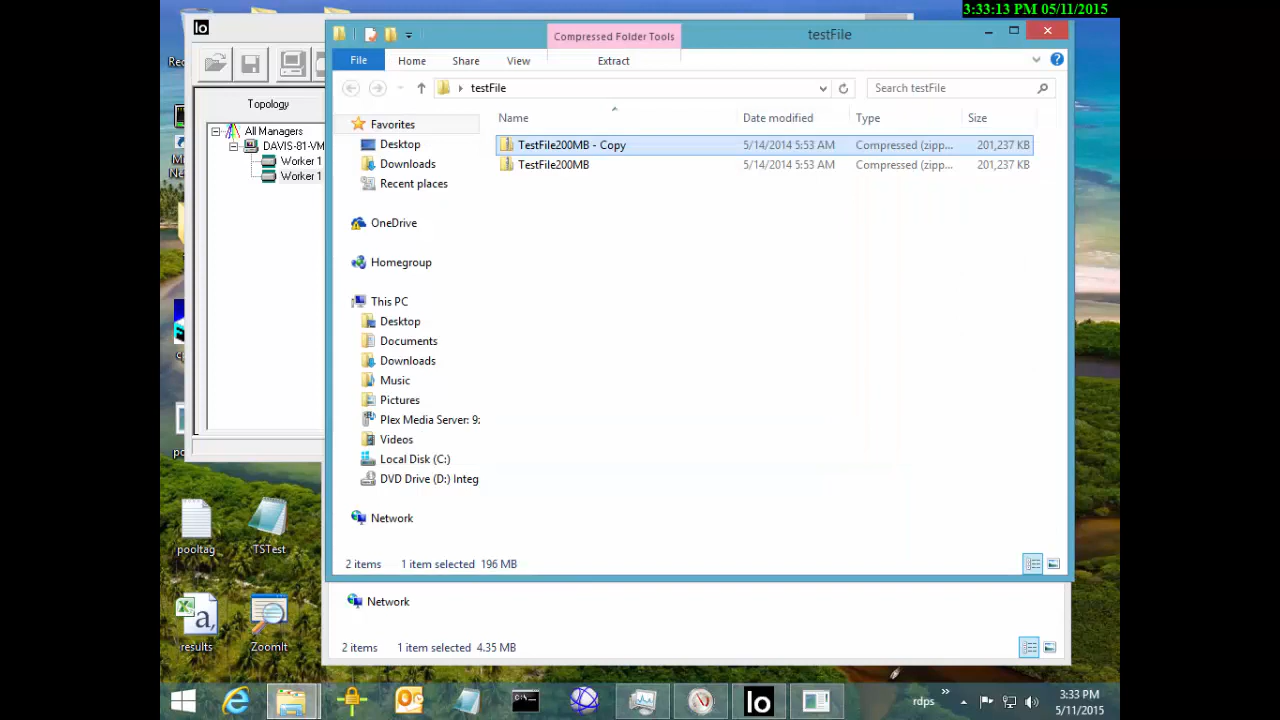 3:33:13 PM 05/11/2015
Io
Compressed Folder Tools
testFile
File
Home
Share
View
Extract
testFile
Search testFile
Topology
All Managers
DAVIS-81-VM
Worker 1
Worker 1
Favorites
Desktop
Downloads
Recent places
OneDrive
Homegroup
This PC
Desktop
Documents
Downloads
Music
Pictures
Plex Media Server: 9:
Videos
Local Disk (C:)
DVD Drive (D:) Integ
Network
Name
Date modified
Type
Size
TestFile200MB - Copy
5/14/2014 5:53 AM
Compressed (zipp...
201,237 KB
TestFile200MB
5/14/2014 5:53 AM
Compressed (zipp...
201,237 KB
2 items
1 item selected 196 MB
Network
2 items
1 item selected 4.35 MB
pooltag
TSTest
results
ZoomIt
rdps
3:33 PM
5/11/2015